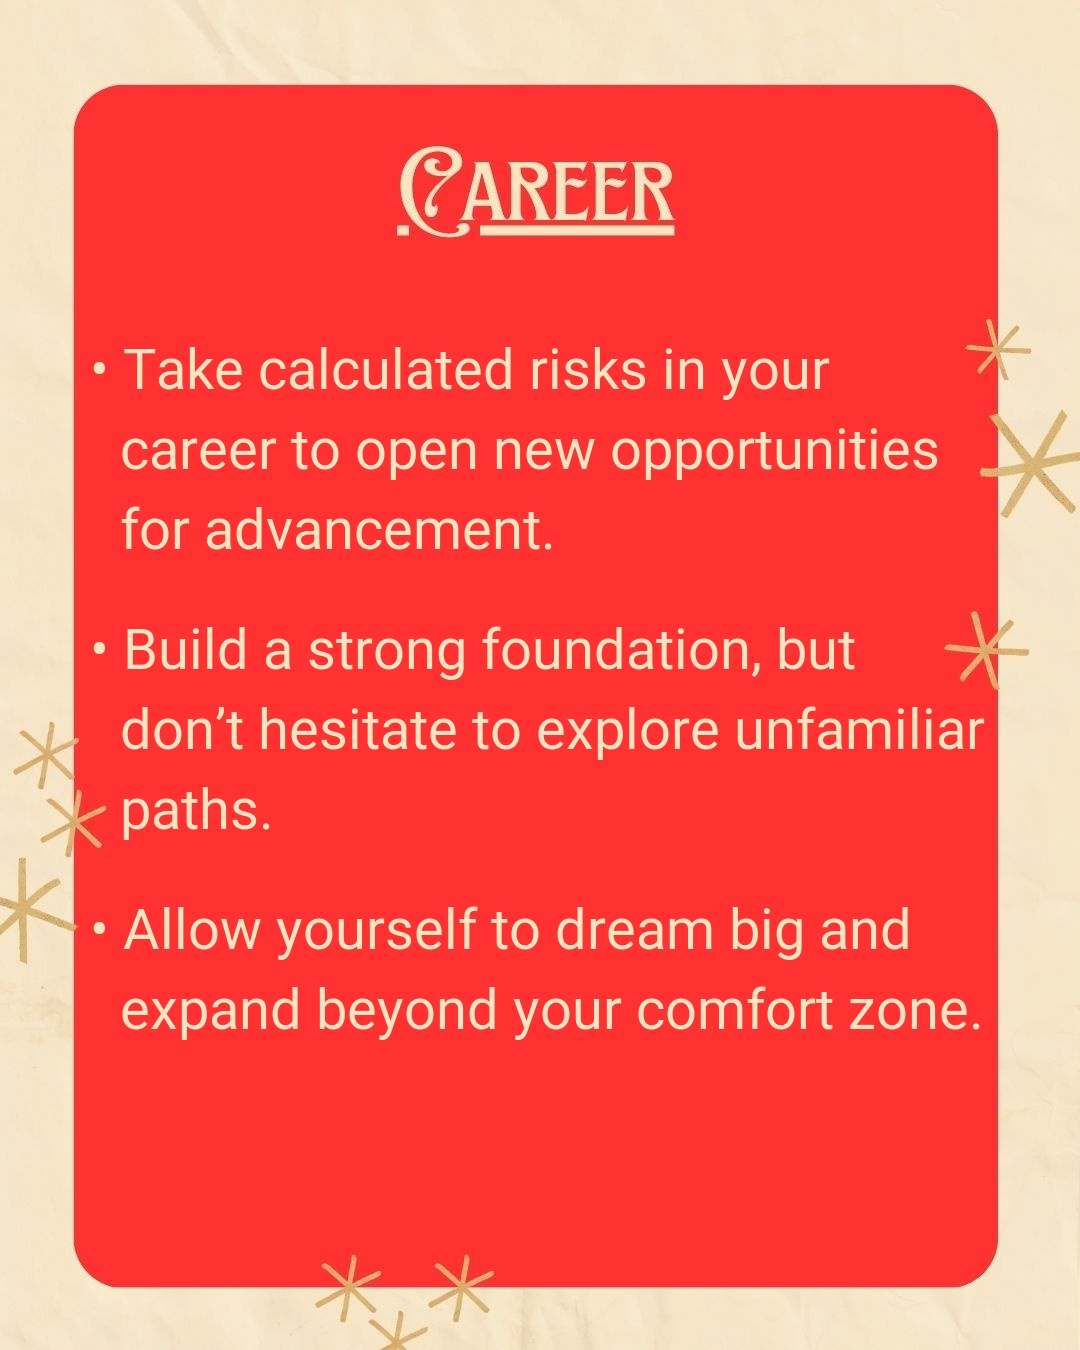 Career
• Take calculated risks in your
career to open new opportunities
for advancement.
• Build a strong foundation, but
don’t hesitate to explore unfamiliar
paths.
• Allow yourself to dream big and
expand beyond your comfort zone.